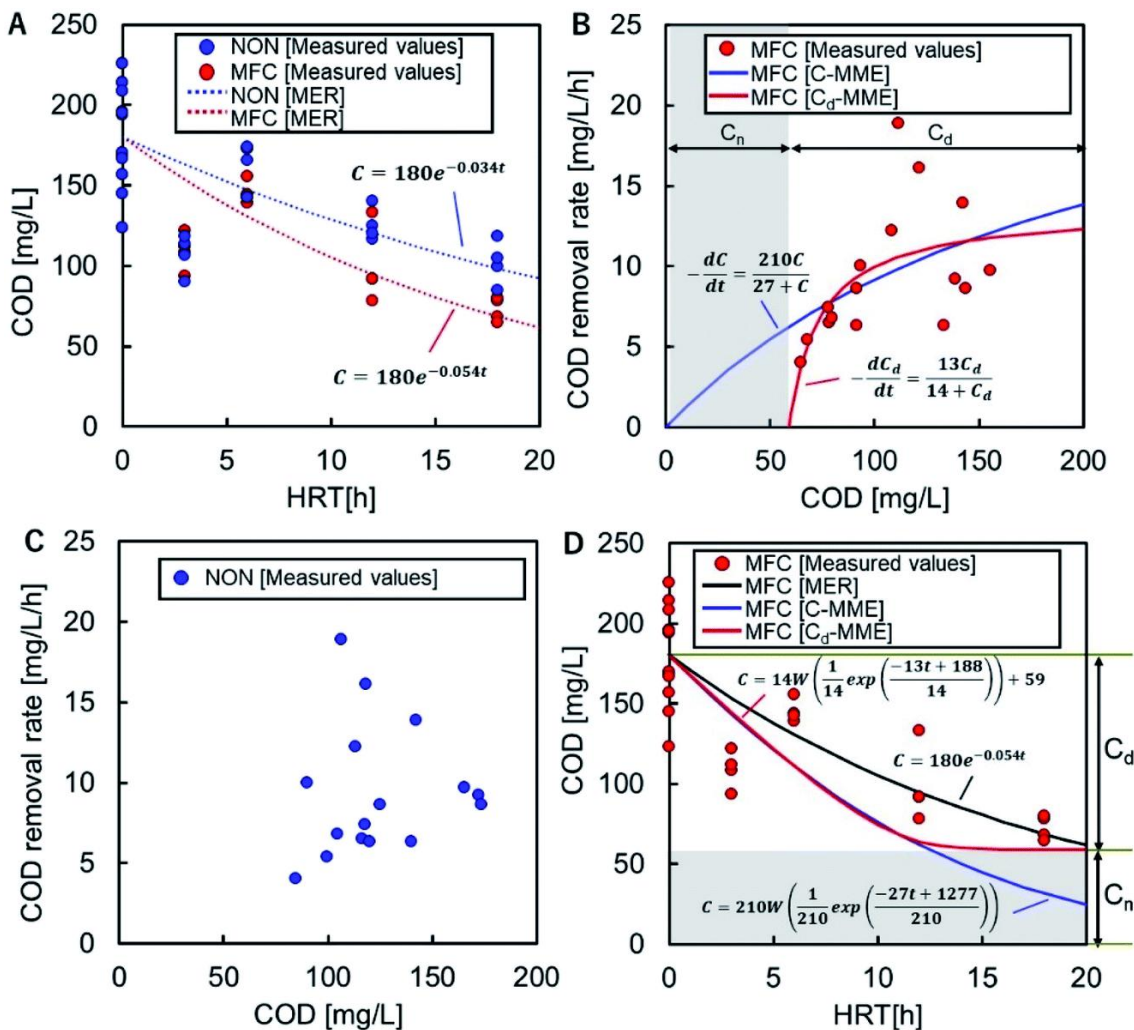 A
250
200
150
100
50
0
COD [mg/L]
NON [Measured values]
MFC [Measured values]
NON [MER]
MFC [MER]
C = 180e^{-0.034t}
C = 180e^{-0.054t}
0 5 10 15 20
HRT[h]
B
25
20
15
10
5
0
COD removal rate [mg/L/h]
MFC [Measured values]
MFC [C-MME]
MFC [C_d-MME]
C_n C_d
-dC/dt = 210C/(27 + C)
-dC_d/dt = 13C_d/(14 + C_d)
0 50 100 150 200
COD [mg/L]
C
25
20
15
10
5
0
COD removal rate [mg/L/h]
NON [Measured values]
0 50 100 150 200
COD [mg/L]
D
250
200
150
100
50
0
COD [mg/L]
MFC [Measured values]
MFC [MER]
MFC [C-MME]
MFC [C_d-MME]
C = 14W(1/14 exp((-13t + 188)/14)) + 59
C = 180e^{-0.054t}
C = 210W(1/210 exp((-27t + 1277)/210))
C_d
C_n
0 5 10 15 20
HRT[h]